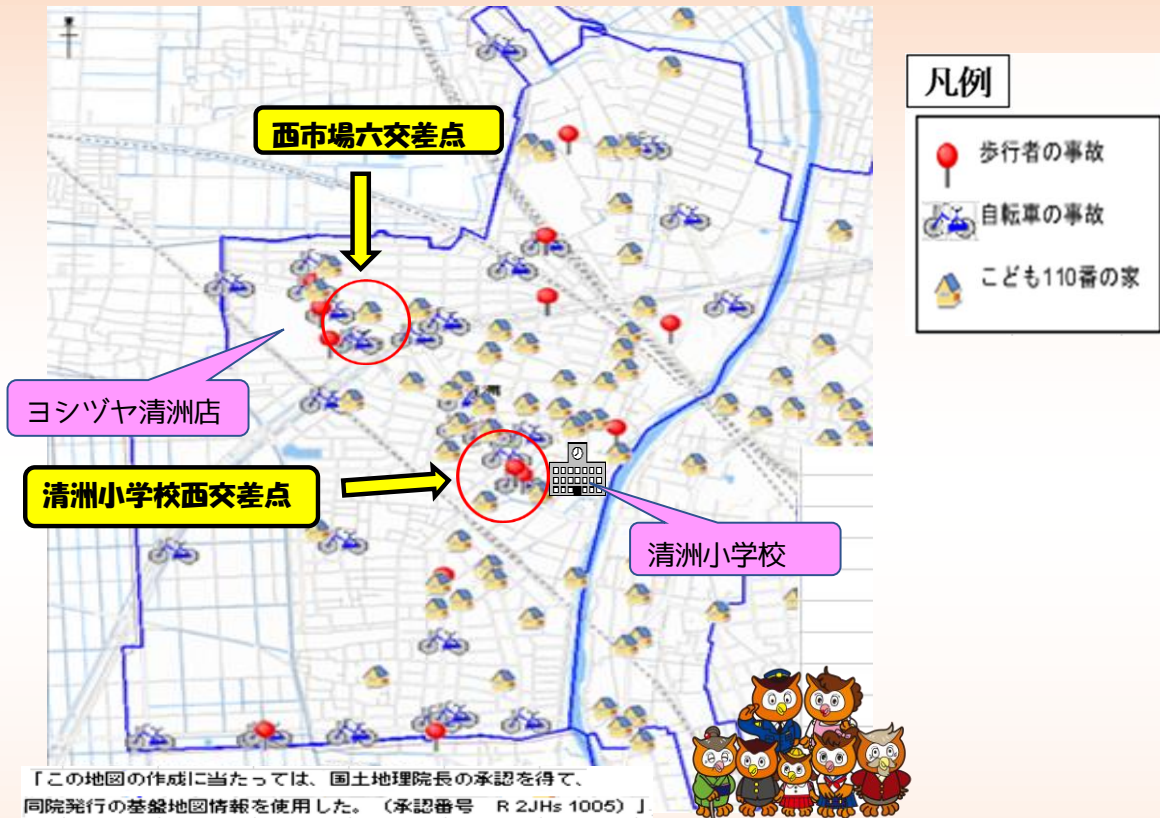 西市場六交差点
ヨシヅヤ清洲店
清洲小学校西交差点
清洲小学校
凡例
歩行者の事故
自転車の事故
こども110番の家
「この地図の作成に当たっては、国土地理院長の承認を得て、
同院発行の基盤地図情報を使用した。（承認番号　R 2JHs 1005）」